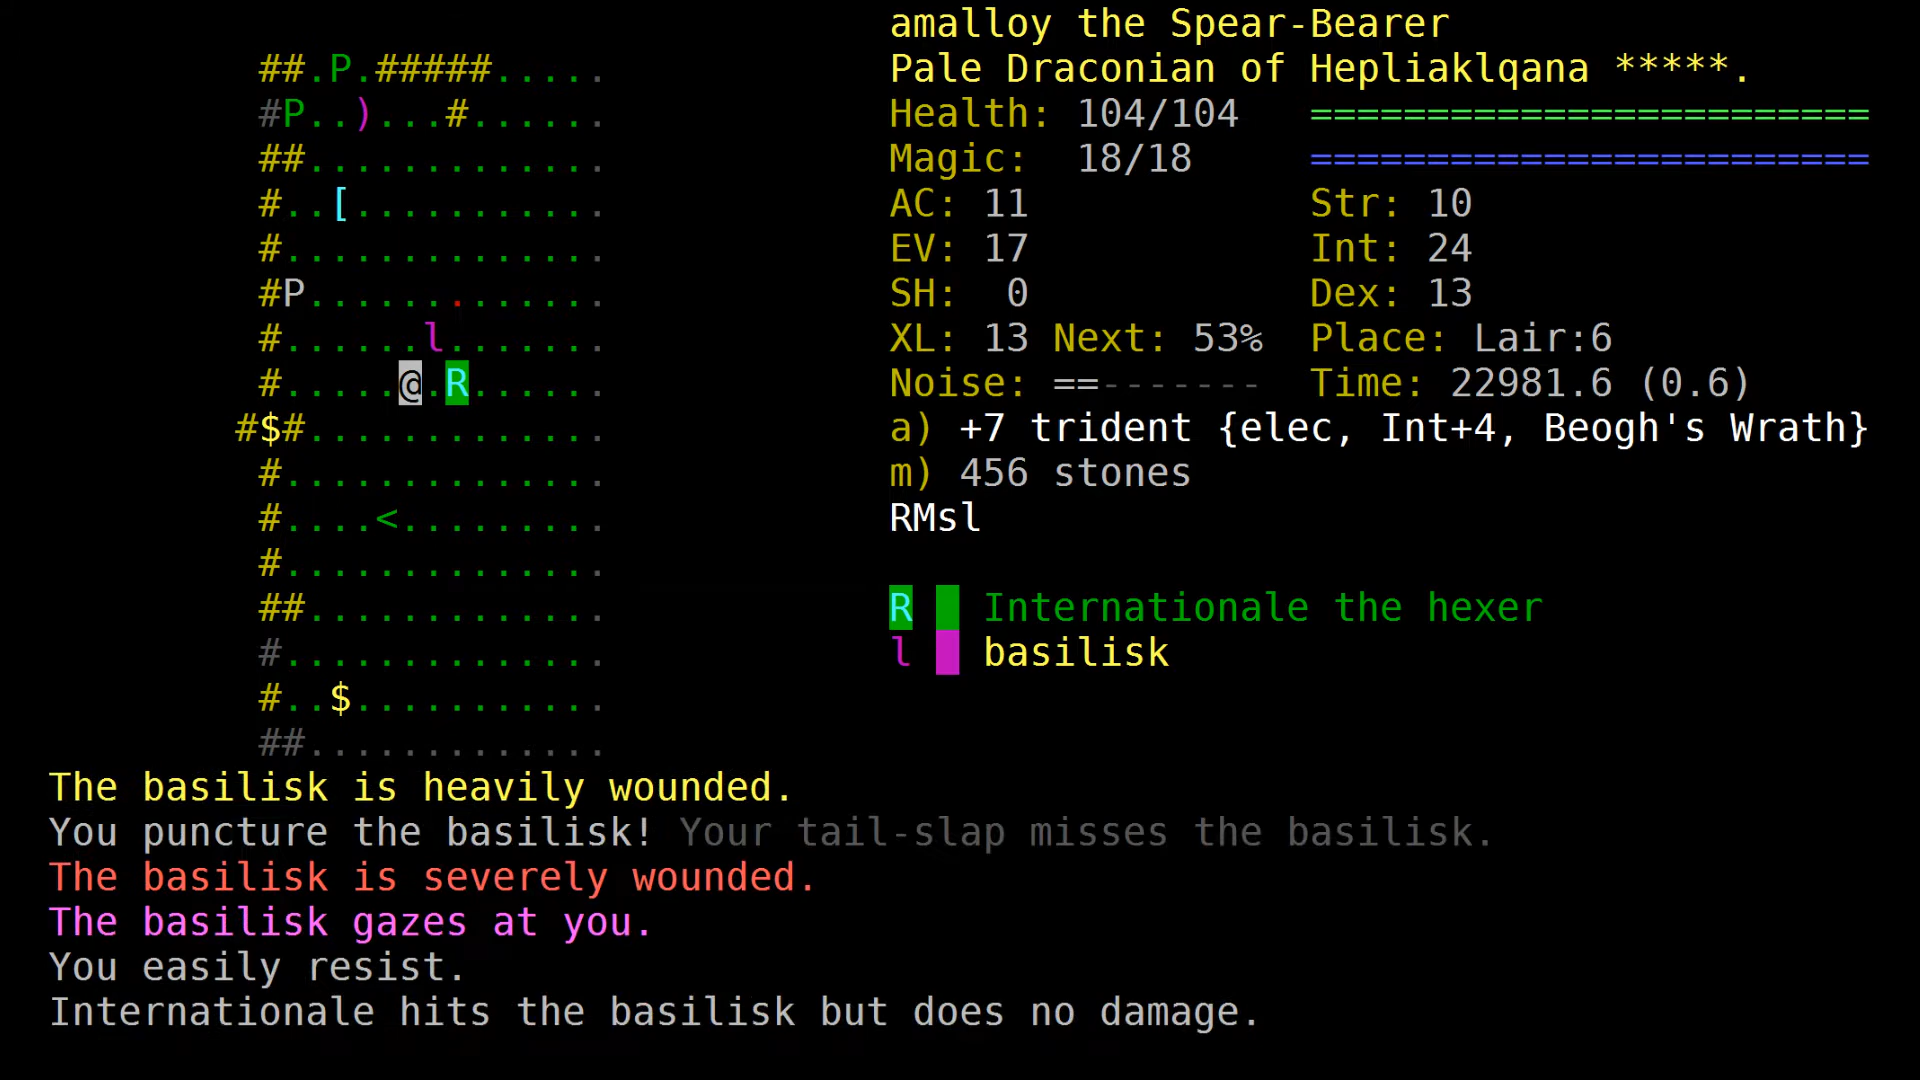 amalloy the Spear-Bearer
##.P.#####..... Pale Draconian of Hepliaklqana *****.
#P..)...#...... Health: 104/104 ========================
##............. Magic: 18/18 ========================
#..[........... AC: 11 Str: 10
#.............. EV: 17 Int: 24
#P............. SH: 0 Dex: 13
#......l....... XL: 13 Next: 53% Place: Lair:6
#.....@.R...... Noise: ==------- Time: 22981.6 (0.6)
#$#............. a) +7 trident {elec, Int+4, Beogh's Wrath}
#.............. m) 456 stones
#....<......... RMsl
#..............
##............. R Internationale the hexer
#.............. l basilisk
#..$...........
##.............
The basilisk is heavily wounded.
You puncture the basilisk! Your tail-slap misses the basilisk.
The basilisk is severely wounded.
The basilisk gazes at you.
You easily resist.
Internationale hits the basilisk but does no damage.